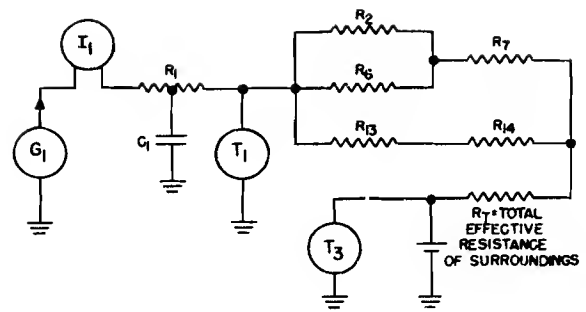 I1
R2
R1
R6
R7
G1
C1
T1
R13
R14
T3
RT=TOTAL
EFFECTIVE
RESISTANCE
OF SURROUNDINGS